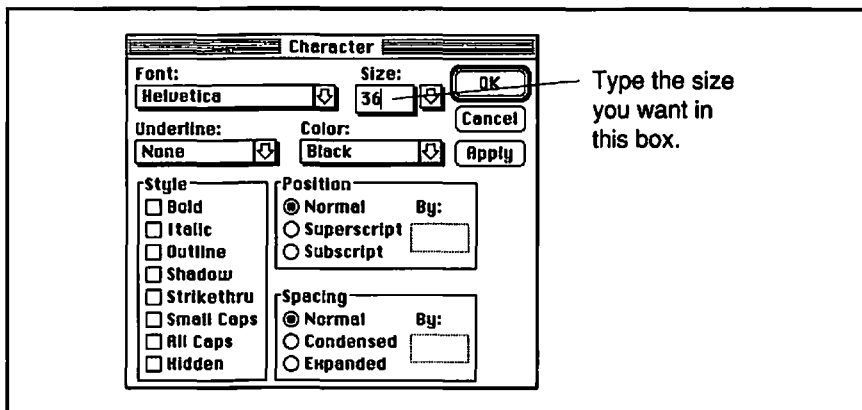 Character
Font: Size:
Helvetica 36 OK
Type the size
you want in
this box.
Cancel
Underline: Color:
None Black Apply
Style
Bold
Italic
Outline
Shadow
Strikethru
Small Caps
All Caps
Hidden
Position
Normal By:
Superscript
Subscript
Spacing
Normal By:
Condensed
Expanded